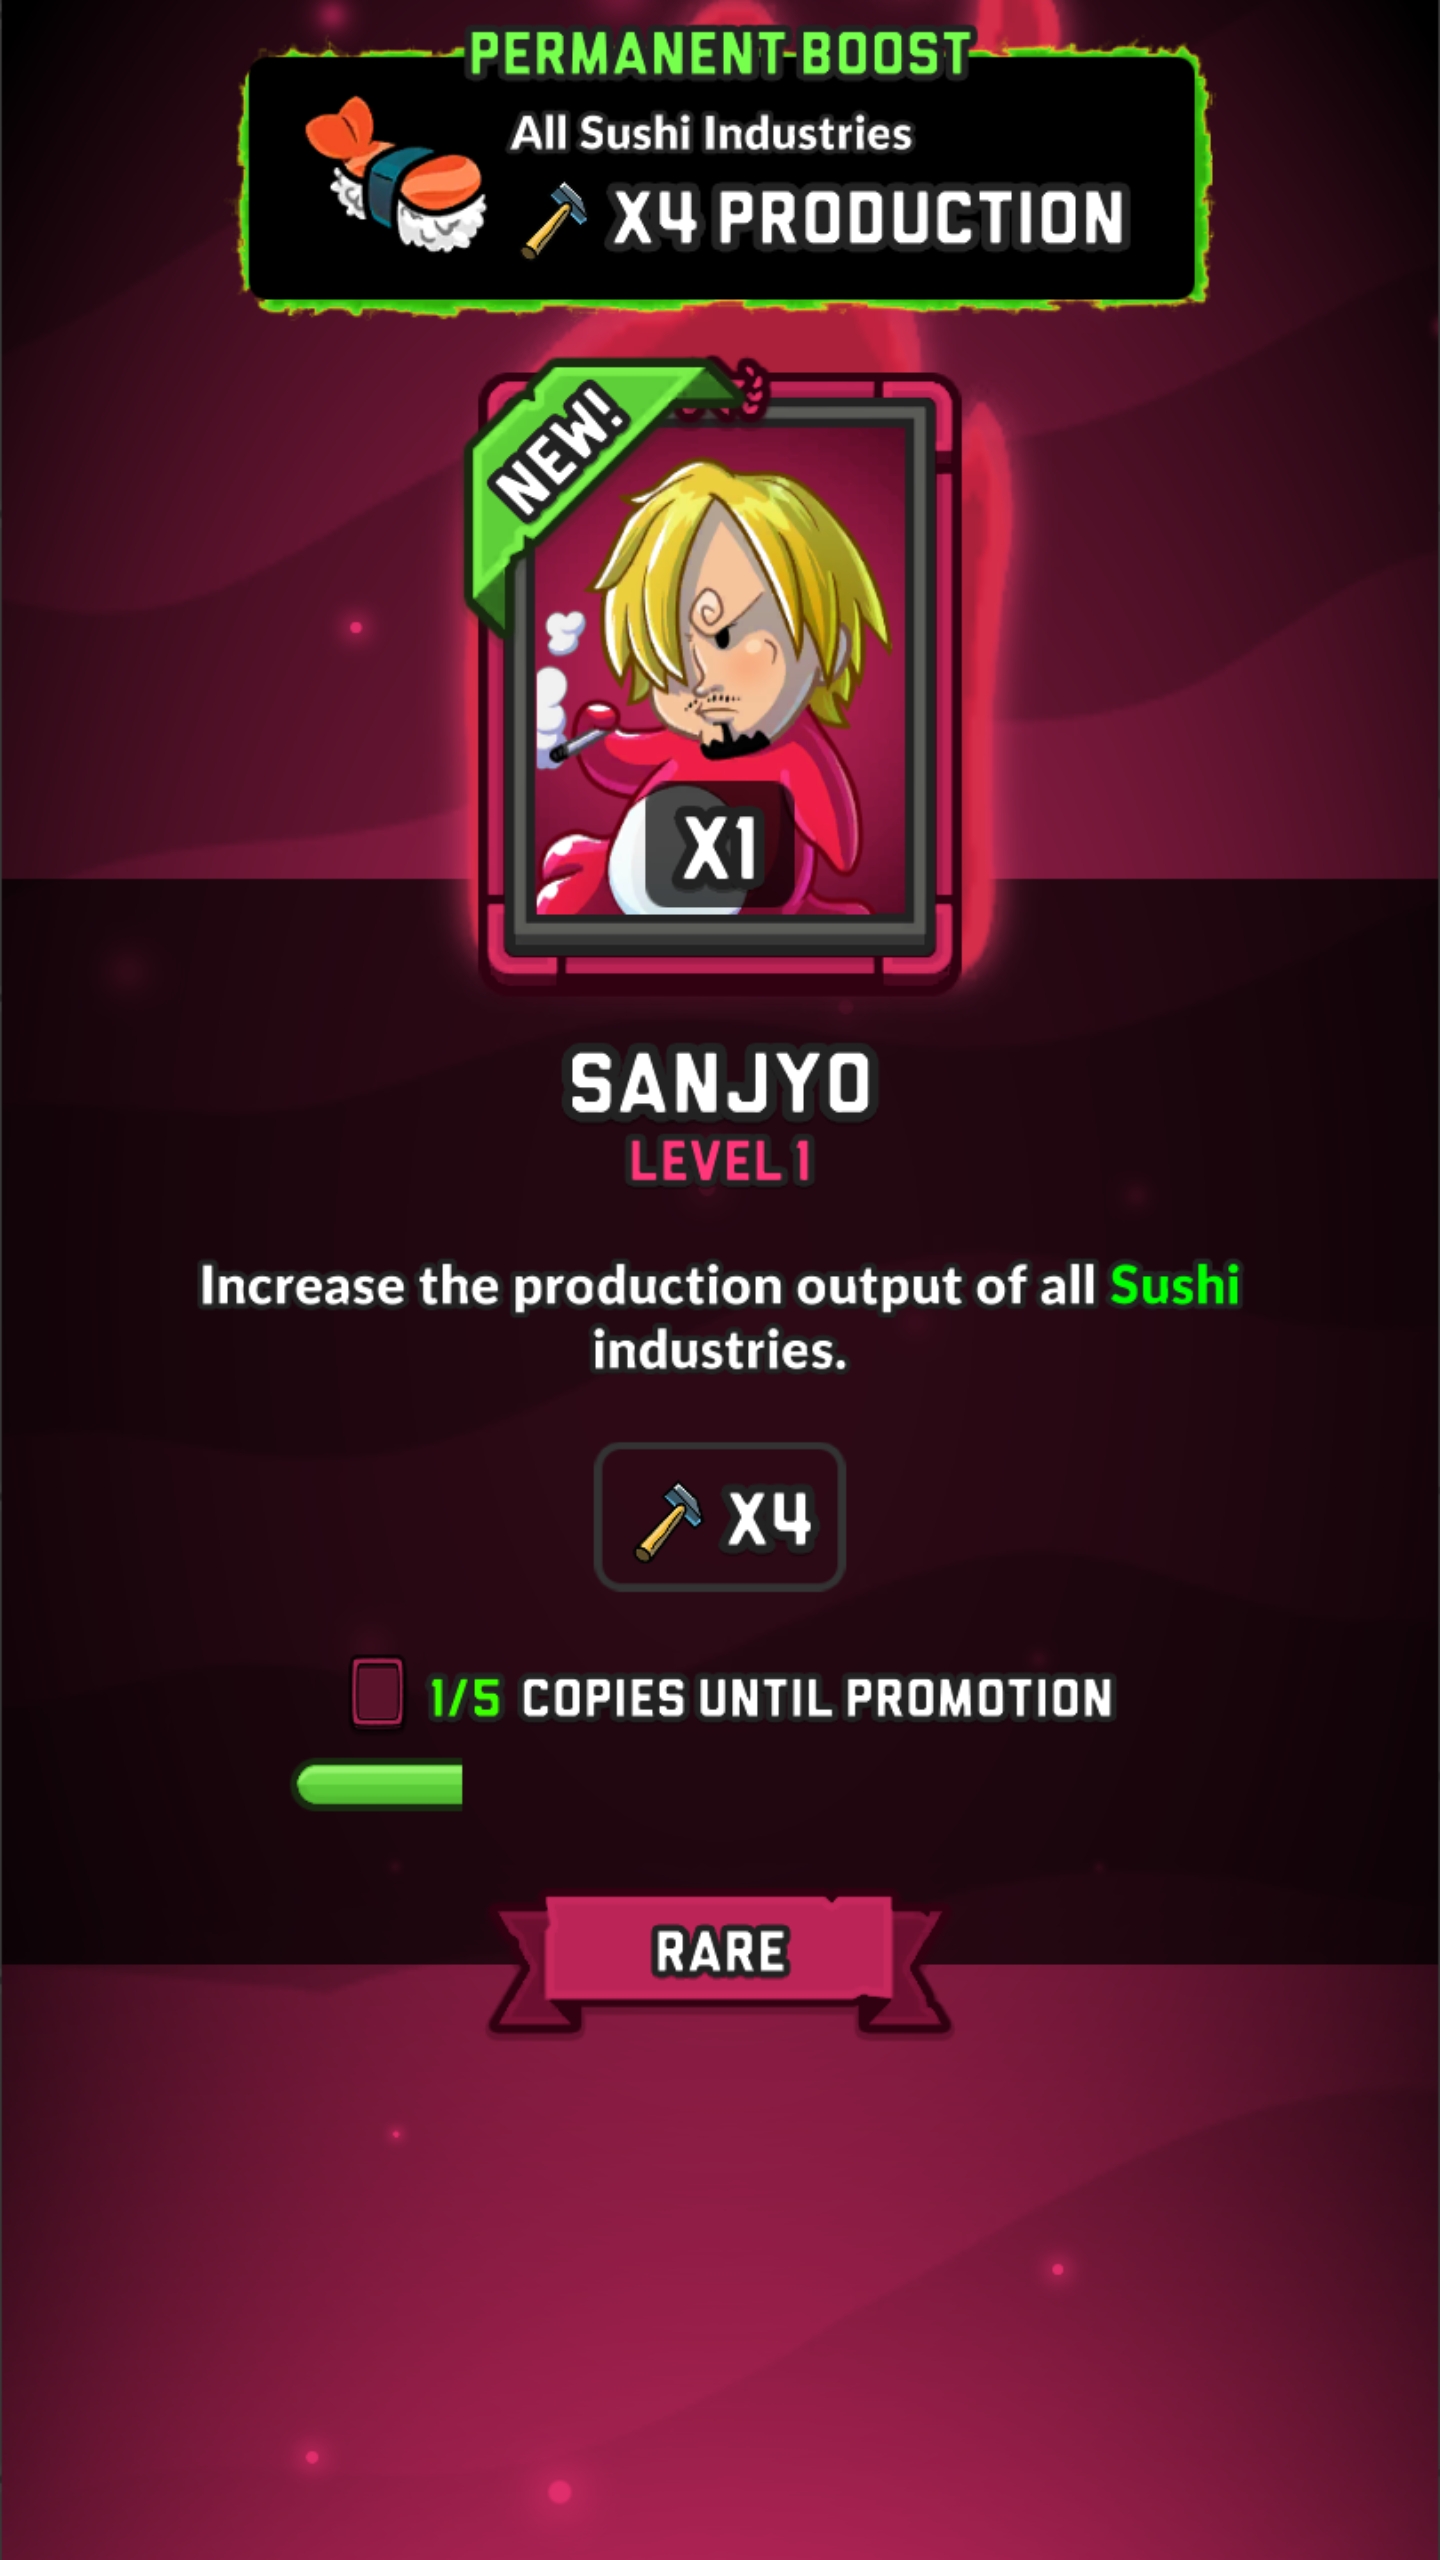 PERMANENT BOOST
All Sushi Industries
X4 PRODUCTION
NEW!
X1
SANJYO
LEVEL 1
Increase the production output of all Sushi
industries.
X4
1/5 COPIES UNTIL PROMOTION
RARE